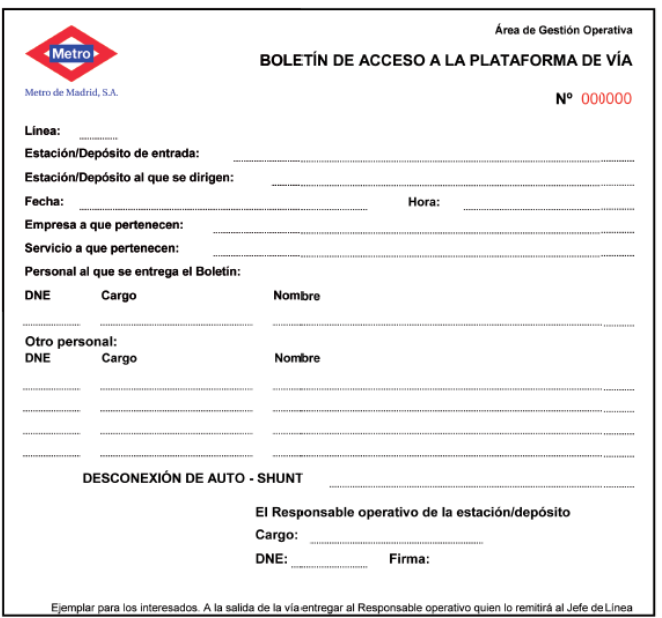 Área de Gestión Operativa
Metro
BOLETÍN DE ACCESO A LA PLATAFORMA DE VÍA
Metro de Madrid, S.A.
Nº 000000
Línea:
Estación/Depósito de entrada:
Estación/Depósito al que se dirigen:
Fecha: Hora:
Empresa a que pertenecen:
Servicio a que pertenecen:
Personal al que se entrega el Boletín:
DNE Cargo Nombre
Otro personal:
DNE Cargo Nombre
DESCONEXIÓN DE AUTO - SHUNT
El Responsable operativo de la estación/depósito
Cargo:
DNE: Firma:
Ejemplar para los interesados. A la salida de la vía entregar al Responsable operativo quien lo remitirá al Jefe de Línea